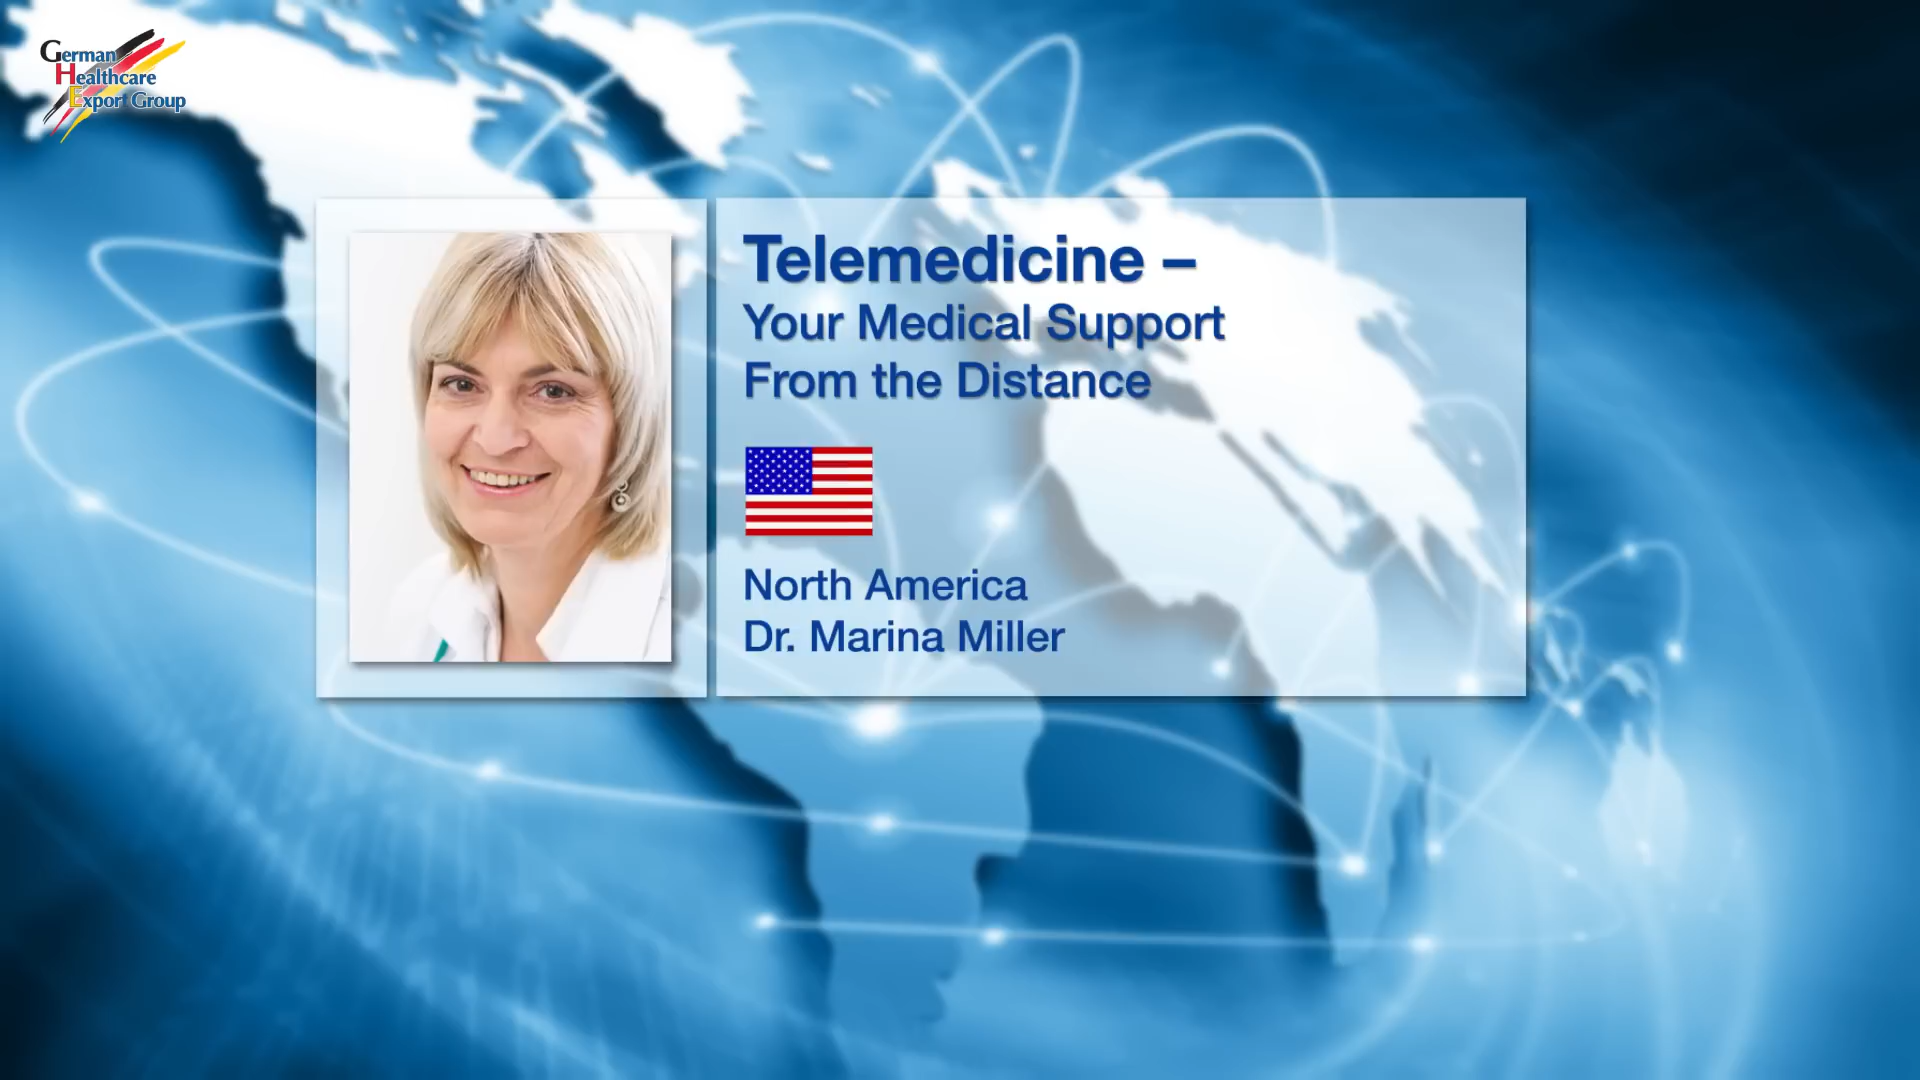 German
Healthcare
Export Group
Telemedicine –
Your Medical Support
From the Distance
North America
Dr. Marina Miller